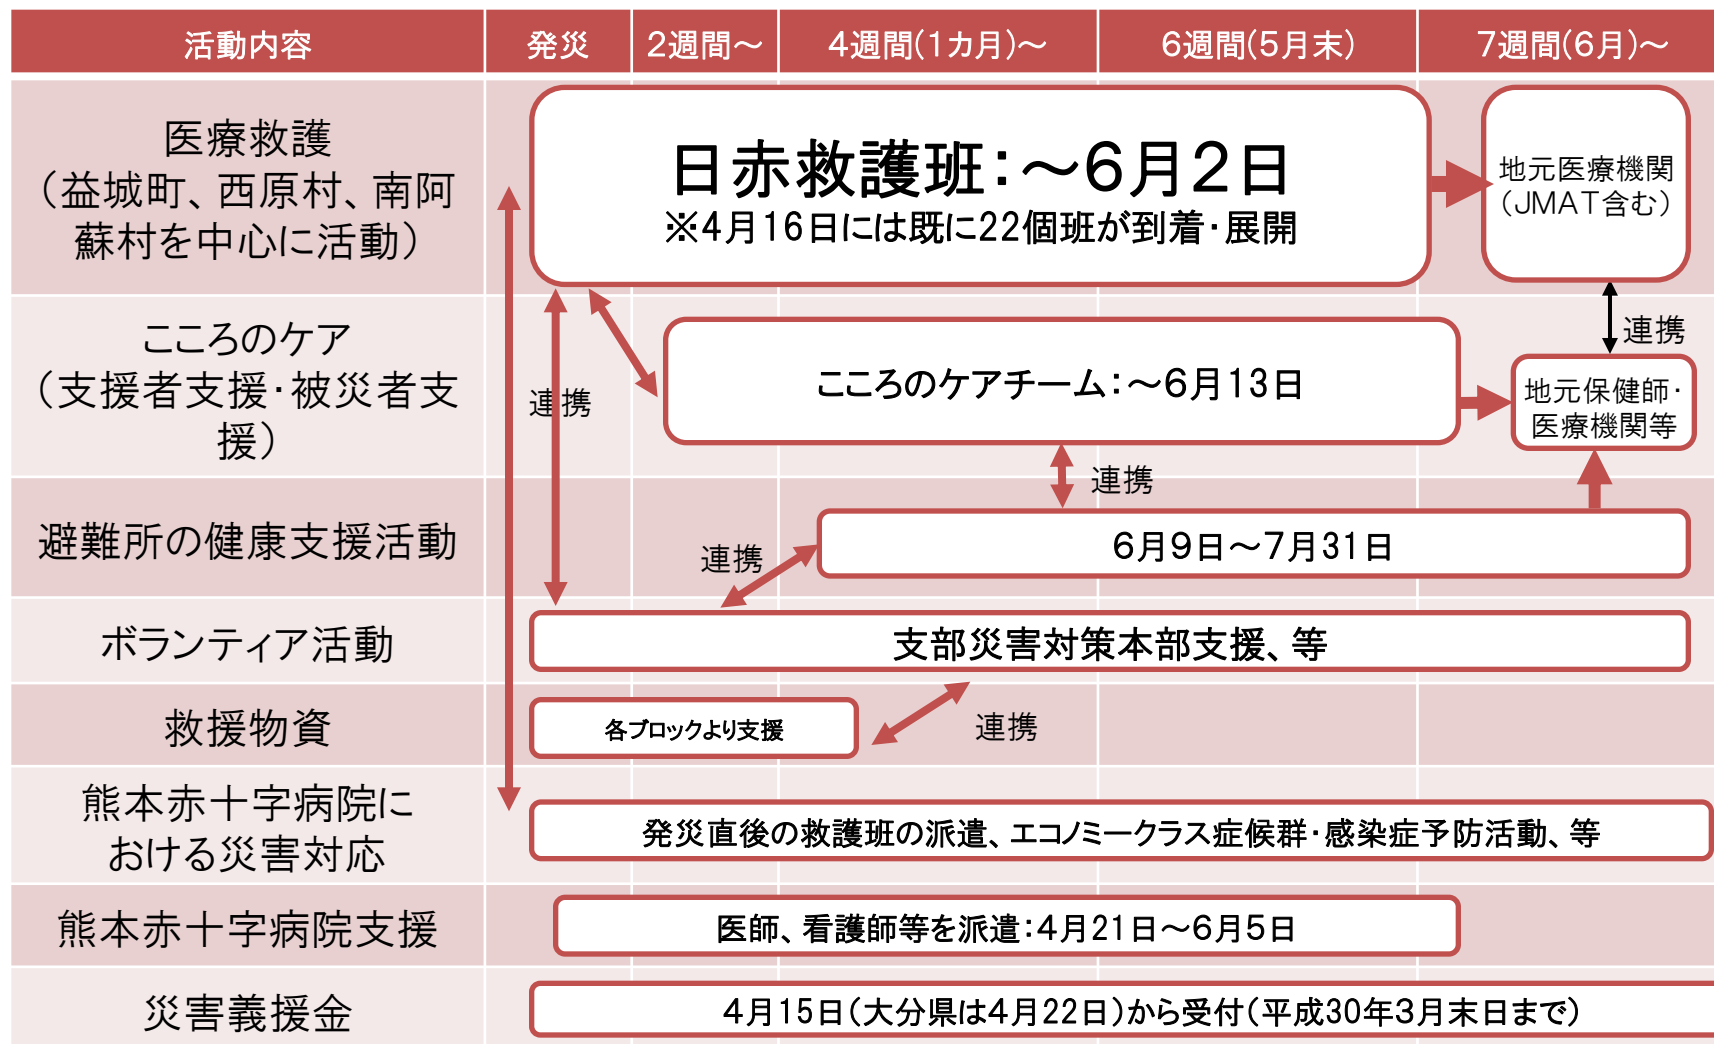 活動内容
発災
2週間～
4週間(1カ月)～
6週間(5月末)
7週間(6月)～
医療救護
（益城町、西原村、南阿
蘇村を中心に活動）
日赤救護班：～6月2日
※4月16日には既に22個班が到着・展開
地元医療機関
（JMAT含む）
連携
こころのケア
（支援者支援・被災者支
援）
連携
こころのケアチーム：～6月13日
地元保健師・
医療機関等
連携
避難所の健康支援活動
連携
6月9日～7月31日
ボランティア活動
支部災害対策本部支援、等
救援物資
各ブロックより支援
連携
熊本赤十字病院に
おける災害対応
発災直後の救護班の派遣、エコノミークラス症候群・感染症予防活動、等
熊本赤十字病院支援
医師、看護師等を派遣：4月21日～6月5日
災害義援金
4月15日（大分県は4月22日）から受付（平成30年3月末日まで）